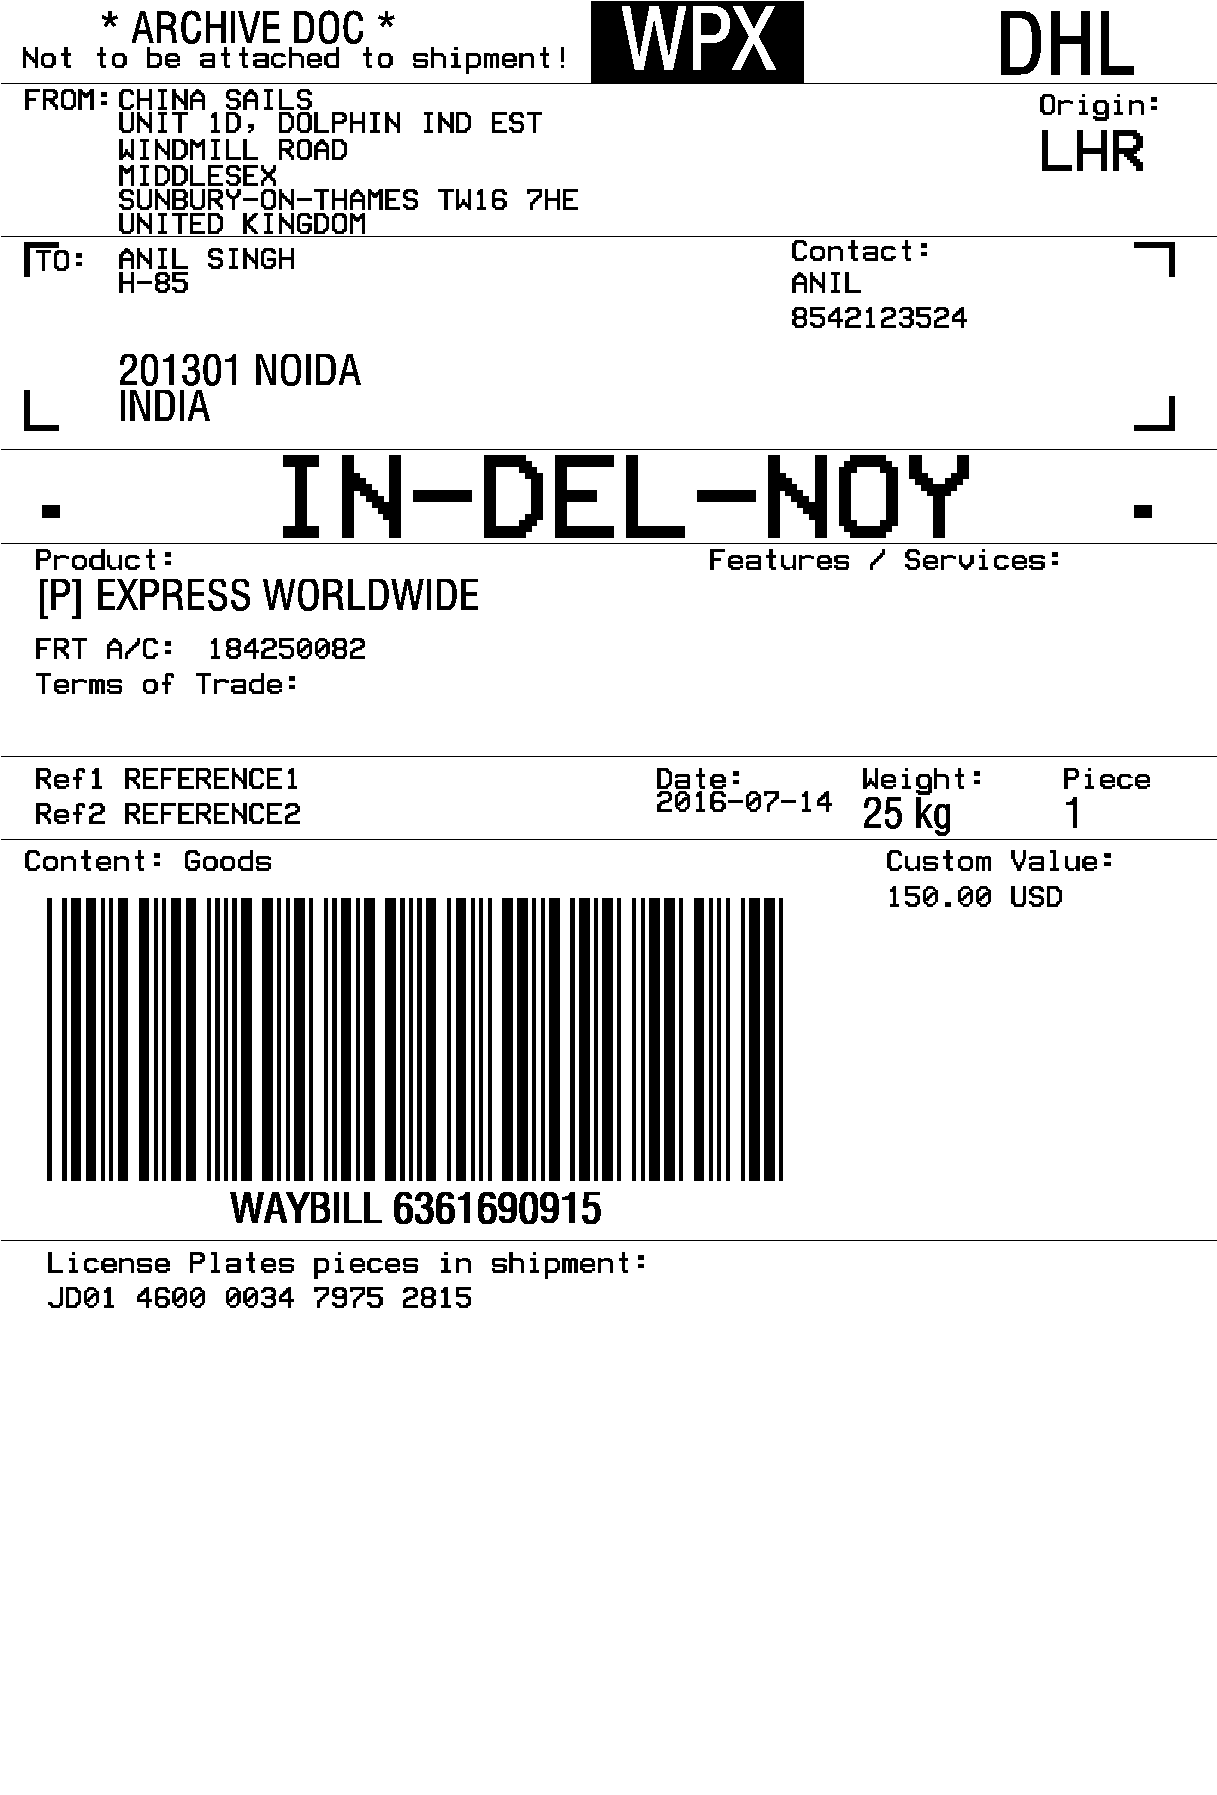 * ARCHIVE DOC *
Not to be attached to shipment!
WPX
DHL
FROM: CHINA SAILS
UNIT 1D, DOLPHIN IND EST
WINDMILL ROAD
MIDDLESEX
SUNBURY-ON-THAMES TW16 7HE
UNITED KINGDOM
Origin:
LHR
TO: ANIL SINGH
H-85
201301 NOIDA
INDIA
Contact:
ANIL
8542123524
IN-DEL-NOY
Product:
[P] EXPRESS WORLDWIDE
Features / Services:
FRT A/C: 184250082
Terms of Trade:
Ref1 REFERENCE1
Ref2 REFERENCE2
Date:
2016-07-14
Weight:
25 kg
Piece
1
Content: Goods
Custom Value:
150.00 USD
WAYBILL 6361690915
License Plates pieces in shipment:
JD01 4600 0034 7975 2815